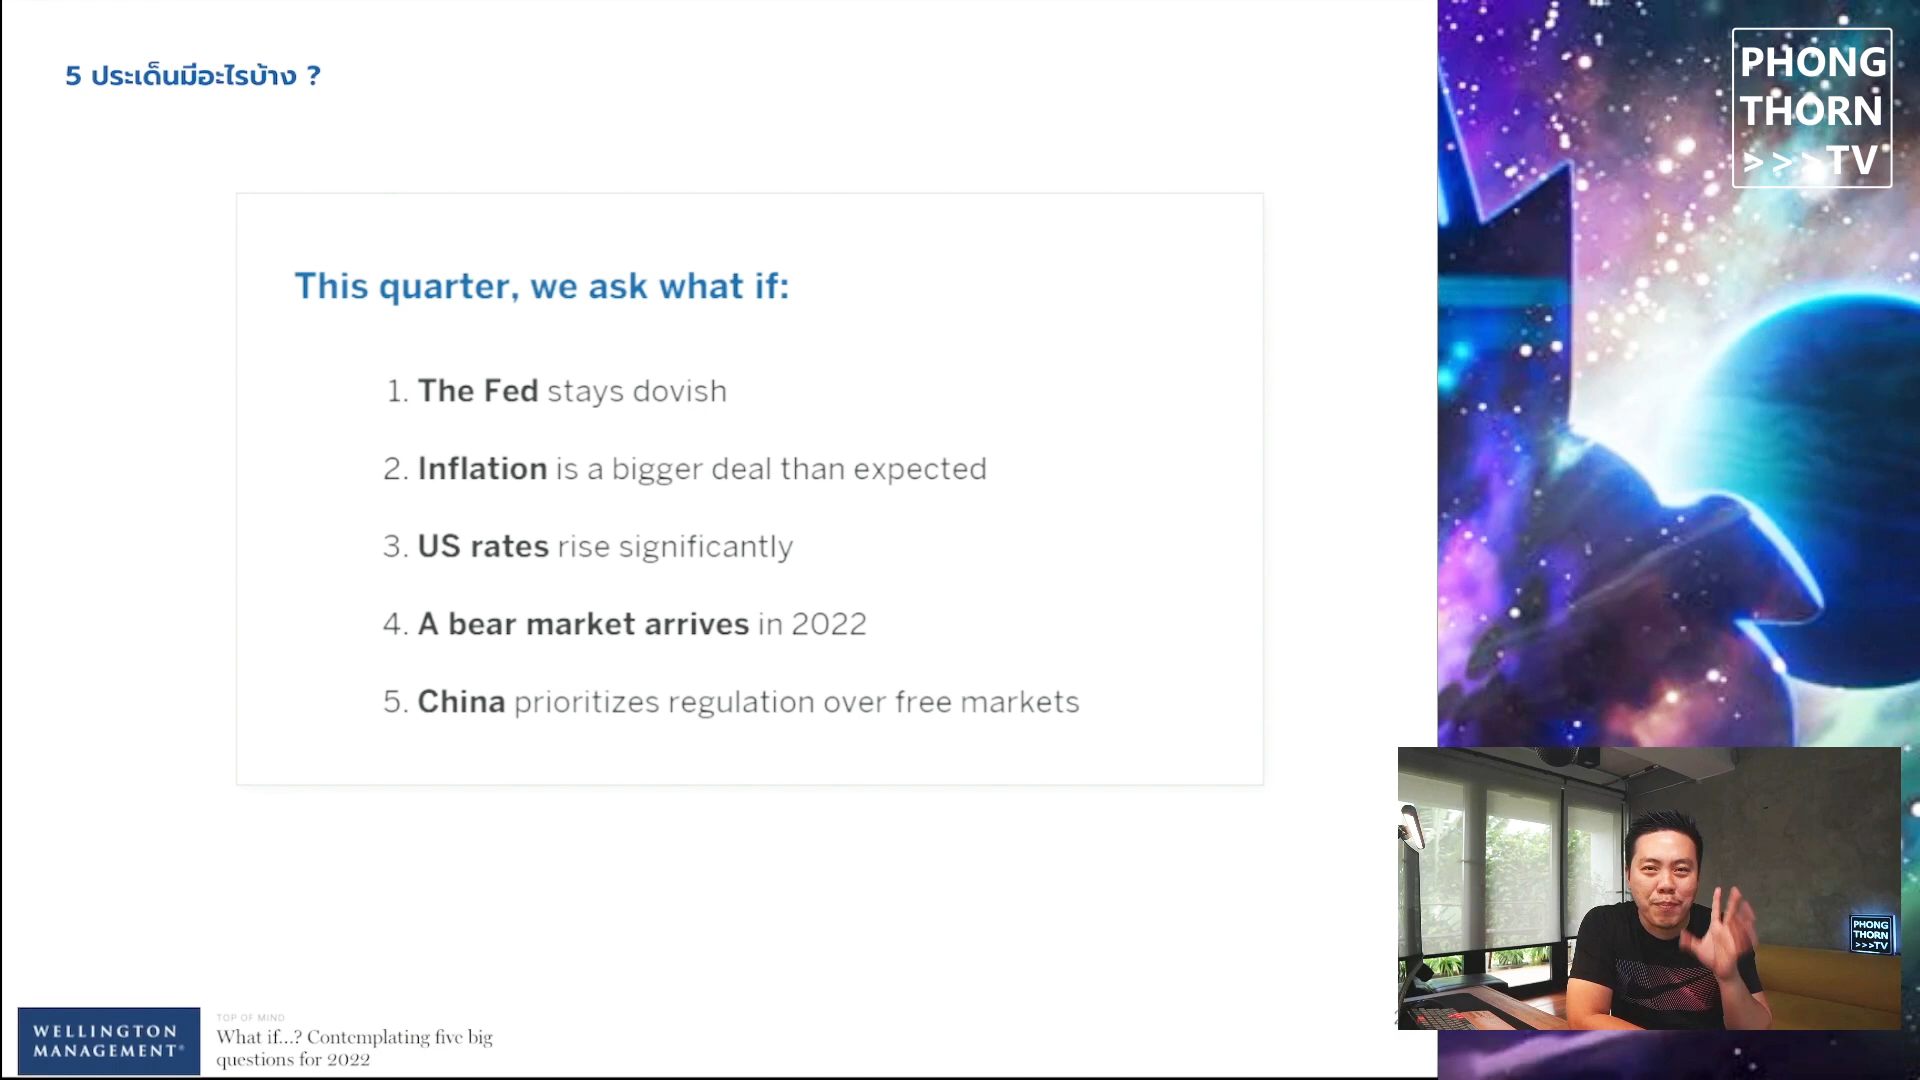 5 ประเด็นมีอะไรบ้าง ?
PHONG
THORN
>>>TV
This quarter, we ask what if:
1. The Fed stays dovish
2. Inflation is a bigger deal than expected
3. US rates rise significantly
4. A bear market arrives in 2022
5. China prioritizes regulation over free markets
PHONG
THORN
>>>TV
WELLINGTON
MANAGEMENT®
TOP OF MIND
What if...? Contemplating five big
questions for 2022